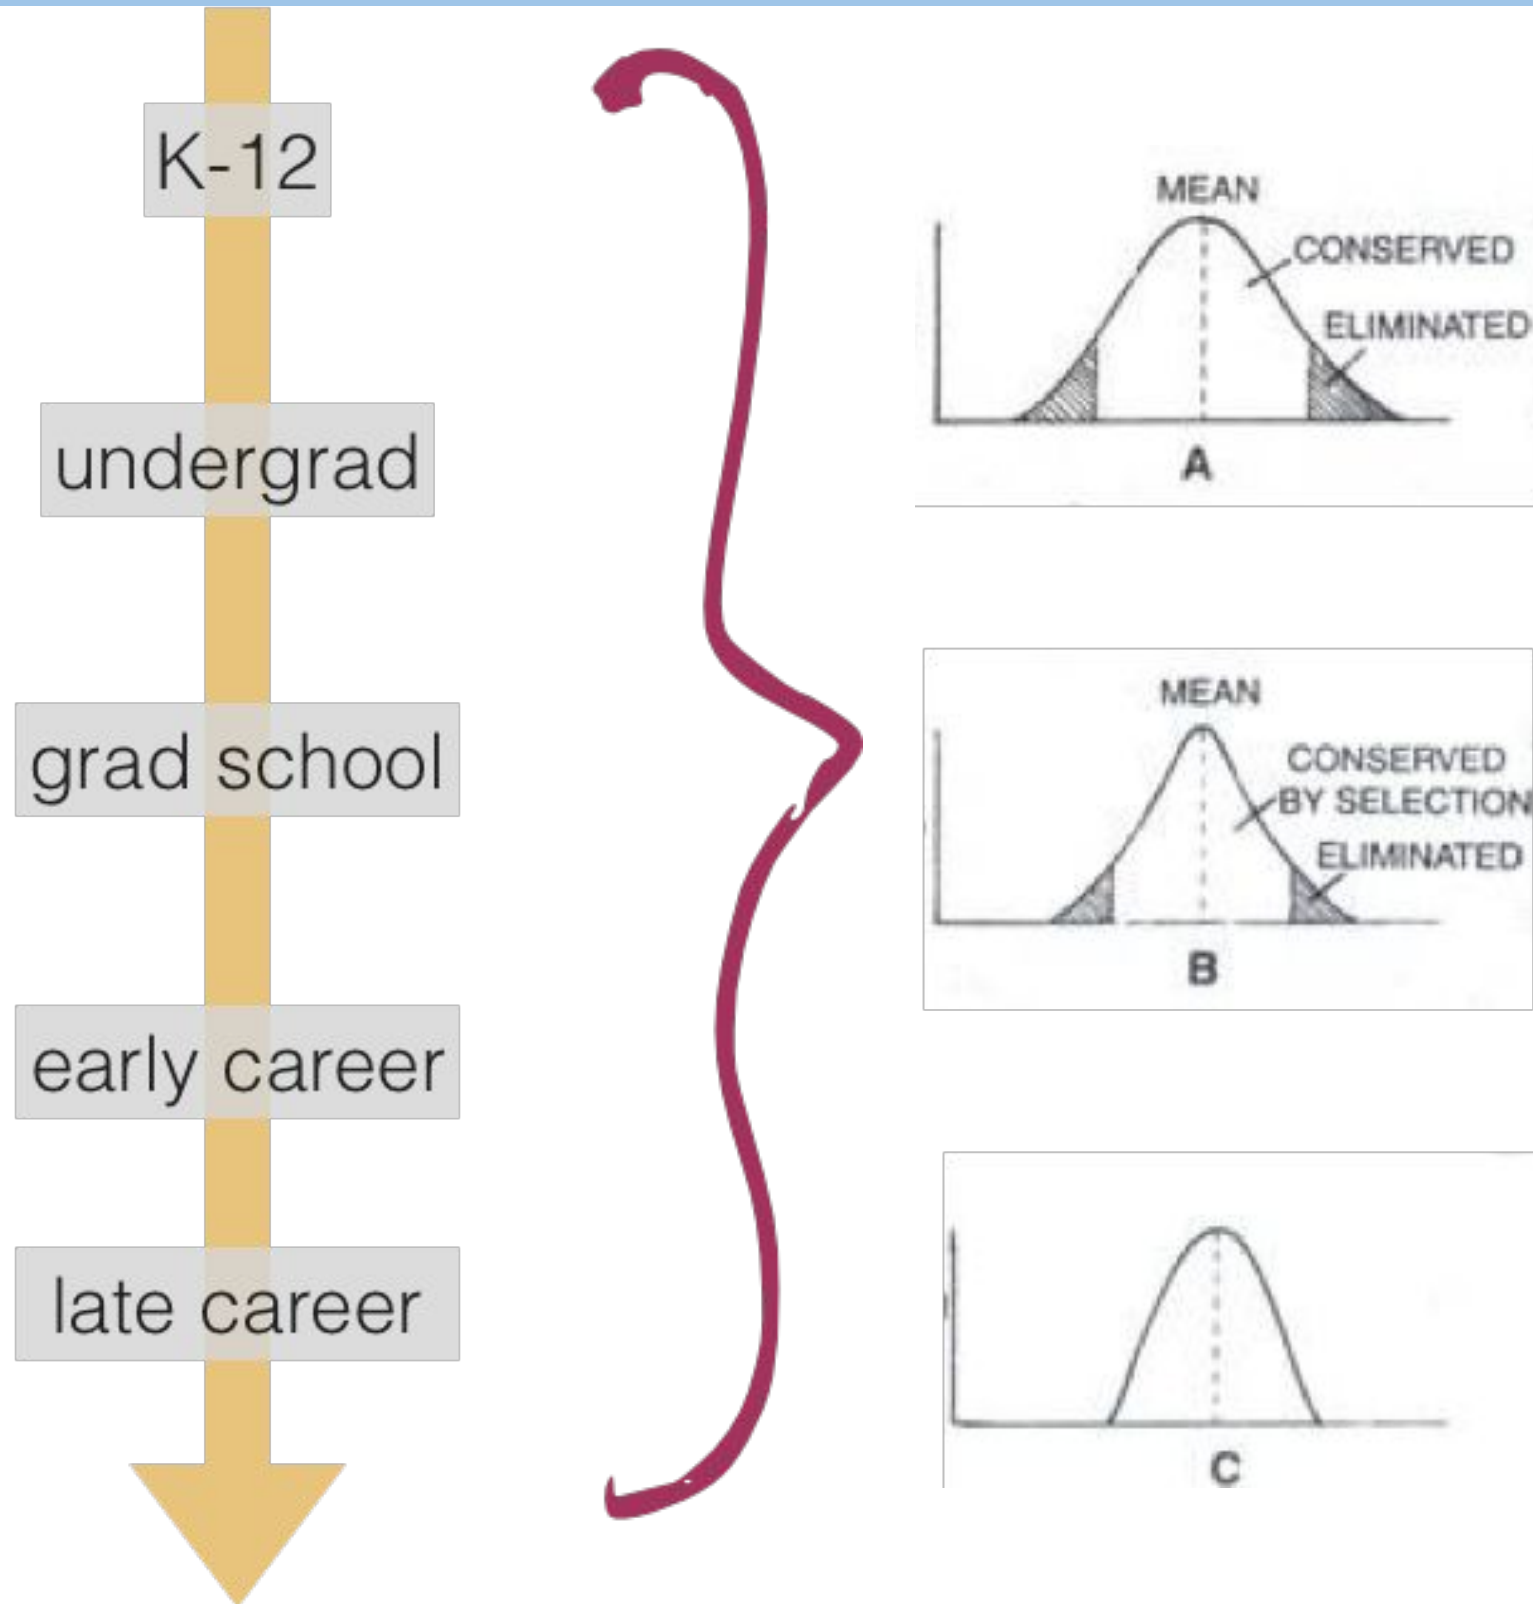 K-12
undergrad
grad school
early career
late career
MEAN
CONSERVED
ELIMINATED
A
MEAN
CONSERVED
BY SELECTION
ELIMINATED
B
C